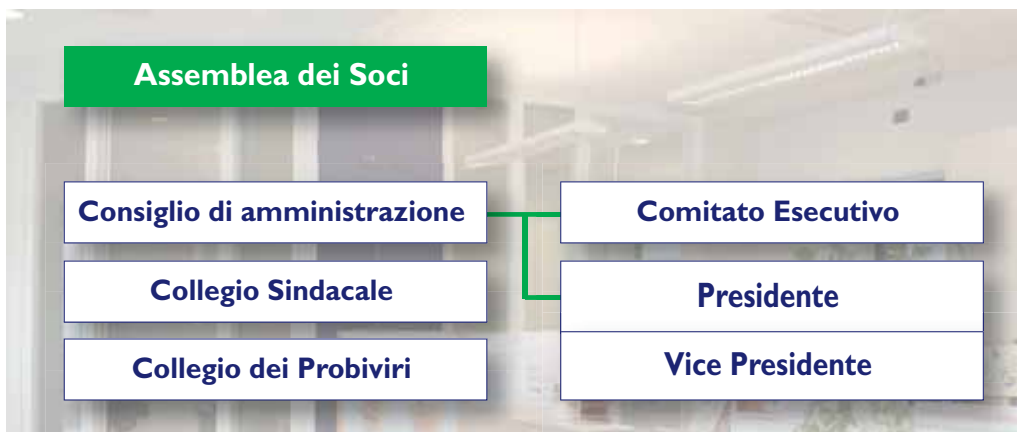 Assemblea dei Soci
Consiglio di amministrazione
Comitato Esecutivo
Collegio Sindacale
Presidente
Collegio dei Probiviri
Vice Presidente